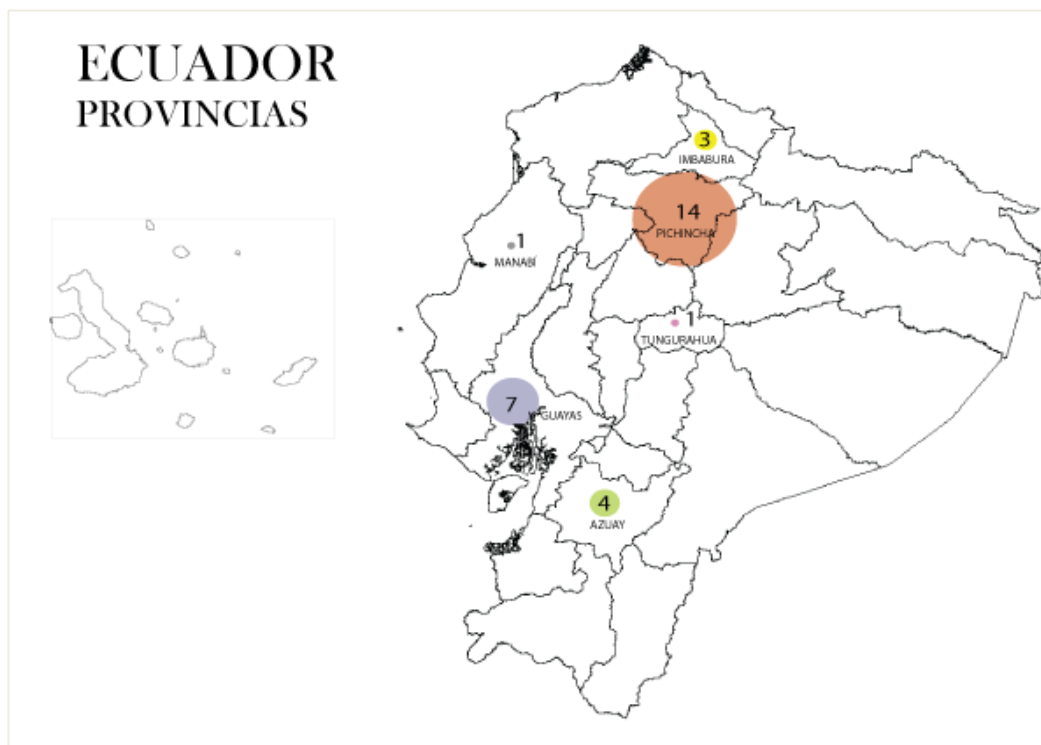 ECUADOR
PROVINCIAS
3
IMBABURA
14
PICHINCHA
1
MANABÍ
1
TUNGURAHUA
7
GUAYAS
4
AZUAY